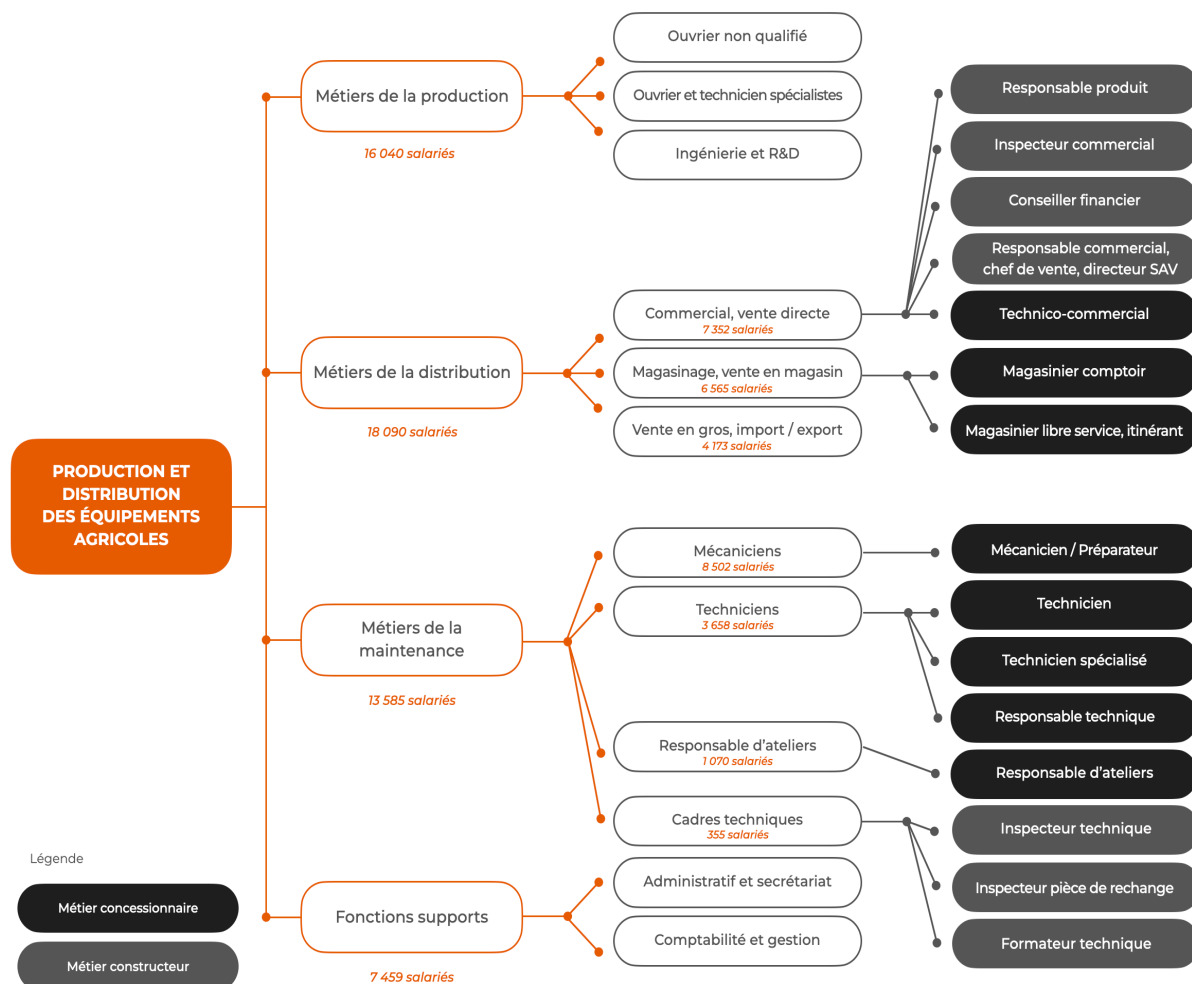 PRODUCTION ET
DISTRIBUTION
DES ÉQUIPEMENTS
AGRICOLES
Métiers de la production
16 040 salariés
Ouvrier non qualifié
Ouvrier et technicien spécialistes
Ingénierie et R&D
Métiers de la distribution
18 090 salariés
Commercial, vente directe
7 352 salariés
Responsable produit
Inspecteur commercial
Conseiller financier
Responsable commercial,
chef de vente, directeur SAV
Technico-commercial
Magasinage, vente en magasin
6 565 salariés
Magasinier comptoir
Magasinier libre service, itinérant
Vente en gros, import / export
4 173 salariés
Métiers de la
maintenance
13 585 salariés
Mécaniciens
8 502 salariés
Mécanicien / Préparateur
Techniciens
3 658 salariés
Technicien
Technicien spécialisé
Responsable technique
Responsable d'ateliers
1 070 salariés
Responsable d'ateliers
Cadres techniques
355 salariés
Inspecteur technique
Inspecteur pièce de rechange
Formateur technique
Fonctions supports
7 459 salariés
Administratif et secrétariat
Comptabilité et gestion
Légende
Métier concessionnaire
Métier constructeur